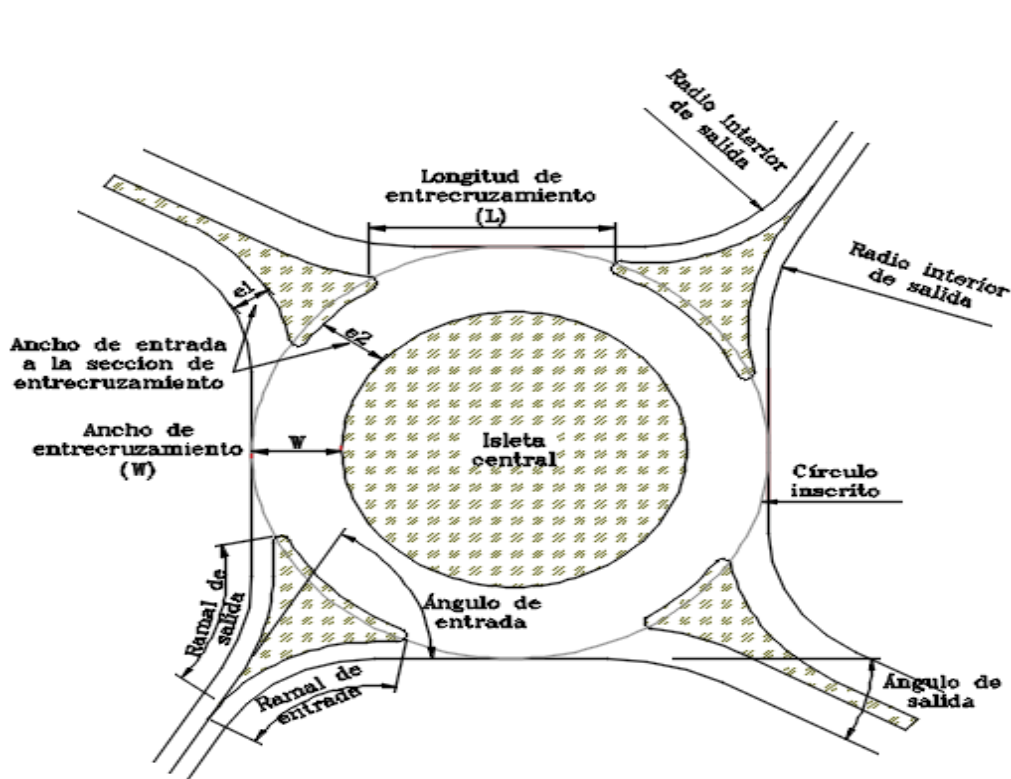 Radio interior
de salida
Longitud de
entrecruzamiento
(L)
Radio interior
de salida
e1
e2
Ancho de entrada
a la seccion de
entrecruzamiento
Ancho de
entrecruzamiento
(W)
W
Isleta
central
Círculo
inscrito
Ramal de
salida
Ángulo de
entrada
Ramal de
entrada
Ángulo de
salida